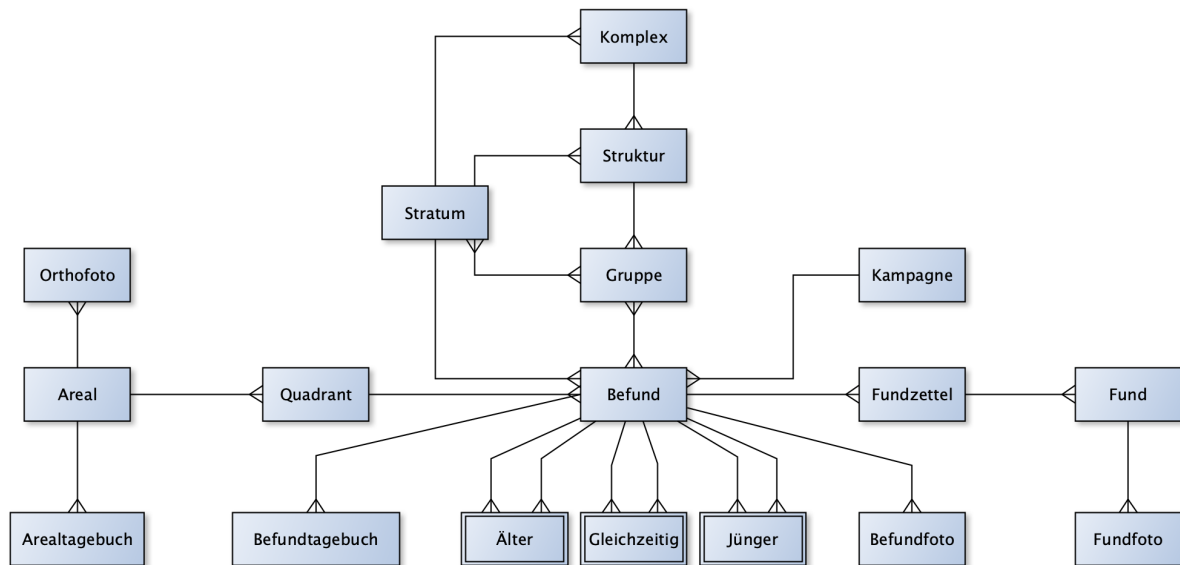 Komplex
Struktur
Stratum
Orthofoto
Gruppe
Kampagne
Areal
Quadrant
Befund
Fundzettel
Fund
Arealtagebuch
Befundtagebuch
Älter
Gleichzeitig
Jünger
Befundfoto
Fundfoto